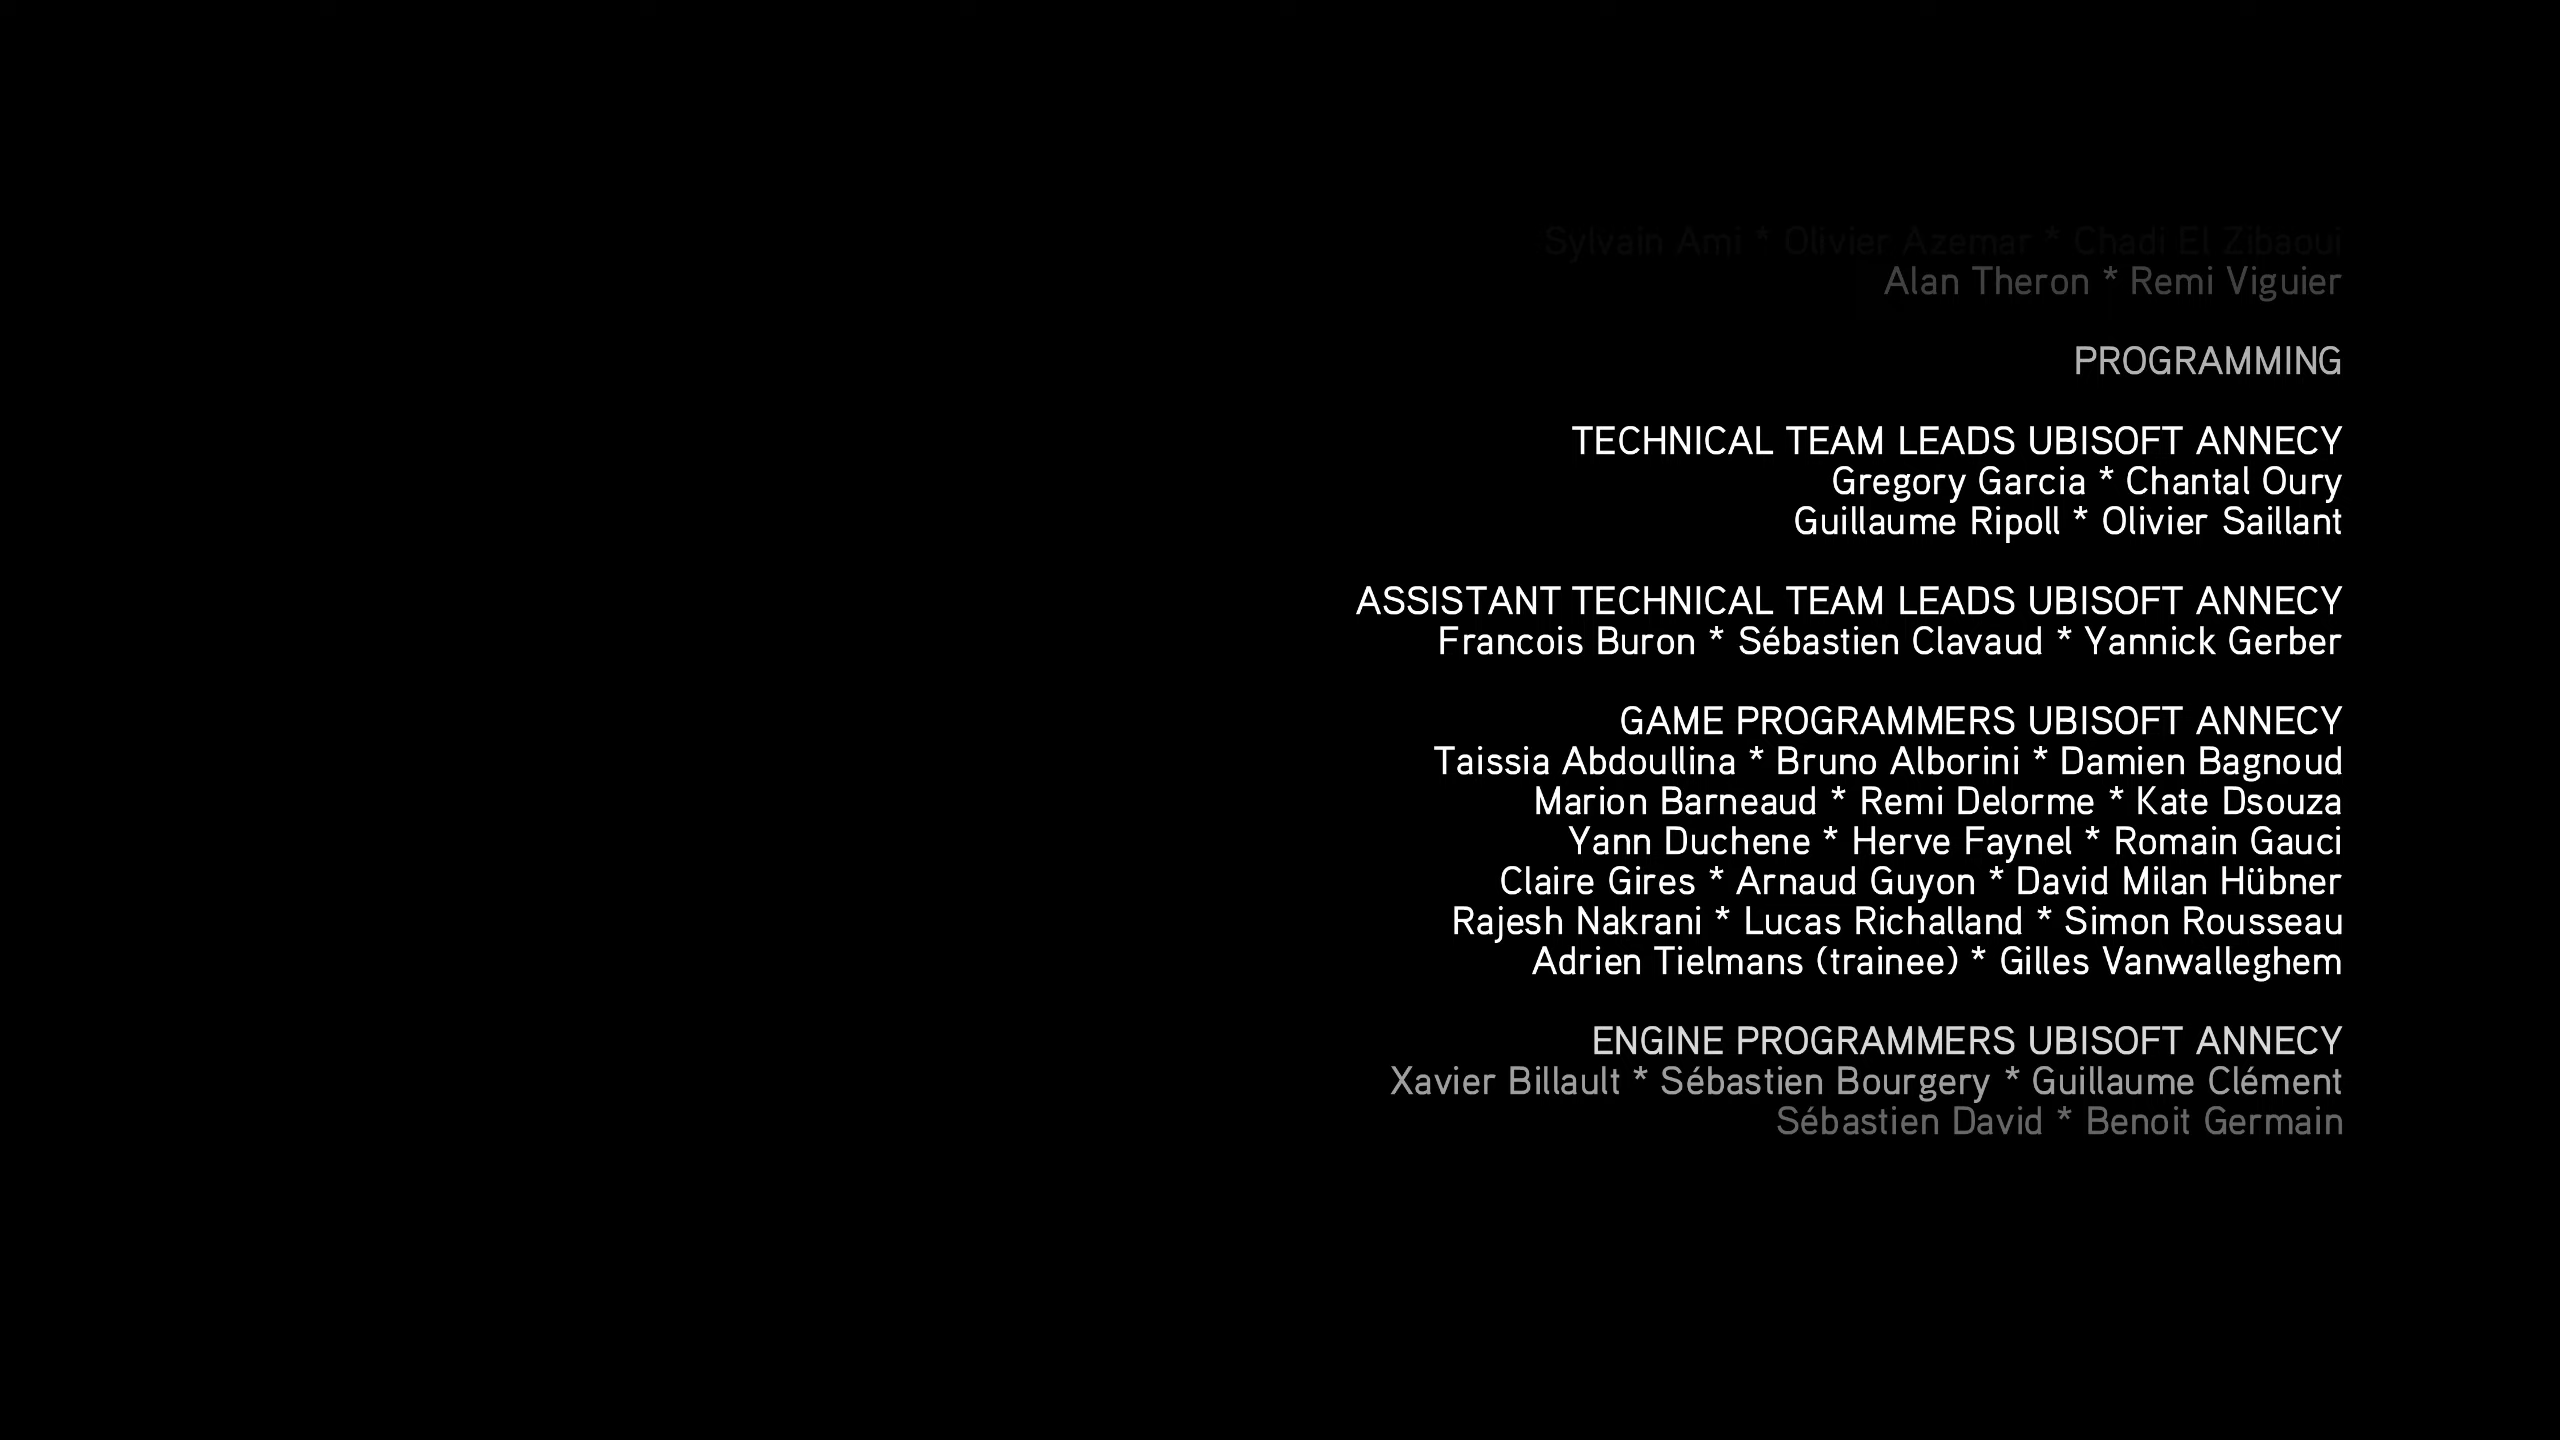 Sylvain Ami * Olivier Azemar * Chadi El Zibaoui
Alan Theron * Remi Viguier
PROGRAMMING
TECHNICAL TEAM LEADS UBISOFT ANNECY
Gregory Garcia * Chantal Oury
Guillaume Ripoll * Olivier Saillant
ASSISTANT TECHNICAL TEAM LEADS UBISOFT ANNECY
Francois Buron * Sébastien Clavaud * Yannick Gerber
GAME PROGRAMMERS UBISOFT ANNECY
Taissia Abdoullina * Bruno Alborini * Damien Bagnoud
Marion Barneaud * Remi Delorme * Kate Dsouza
Yann Duchene * Herve Faynel * Romain Gauci
Claire Gires * Arnaud Guyon * David Milan Hübner
Rajesh Nakrani * Lucas Richalland * Simon Rousseau
Adrien Tielmans (trainee) * Gilles Vanwalleghem
ENGINE PROGRAMMERS UBISOFT ANNECY
Xavier Billault * Sébastien Bourgery * Guillaume Clément
Sébastien David * Benoit Germain